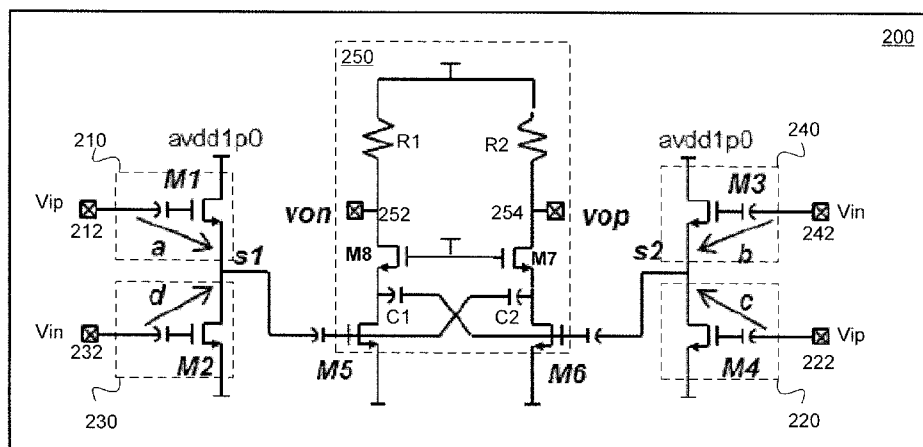 200
250
210
avdd1p0
R1
R2
avdd1p0
240
M1
M3
Vip
212
von
252
254
vop
Vin
242
a
s1
M8
M7
s2
b
d
c
Vin
232
C1
C2
Vip
222
M2
M5
M6
M4
230
220